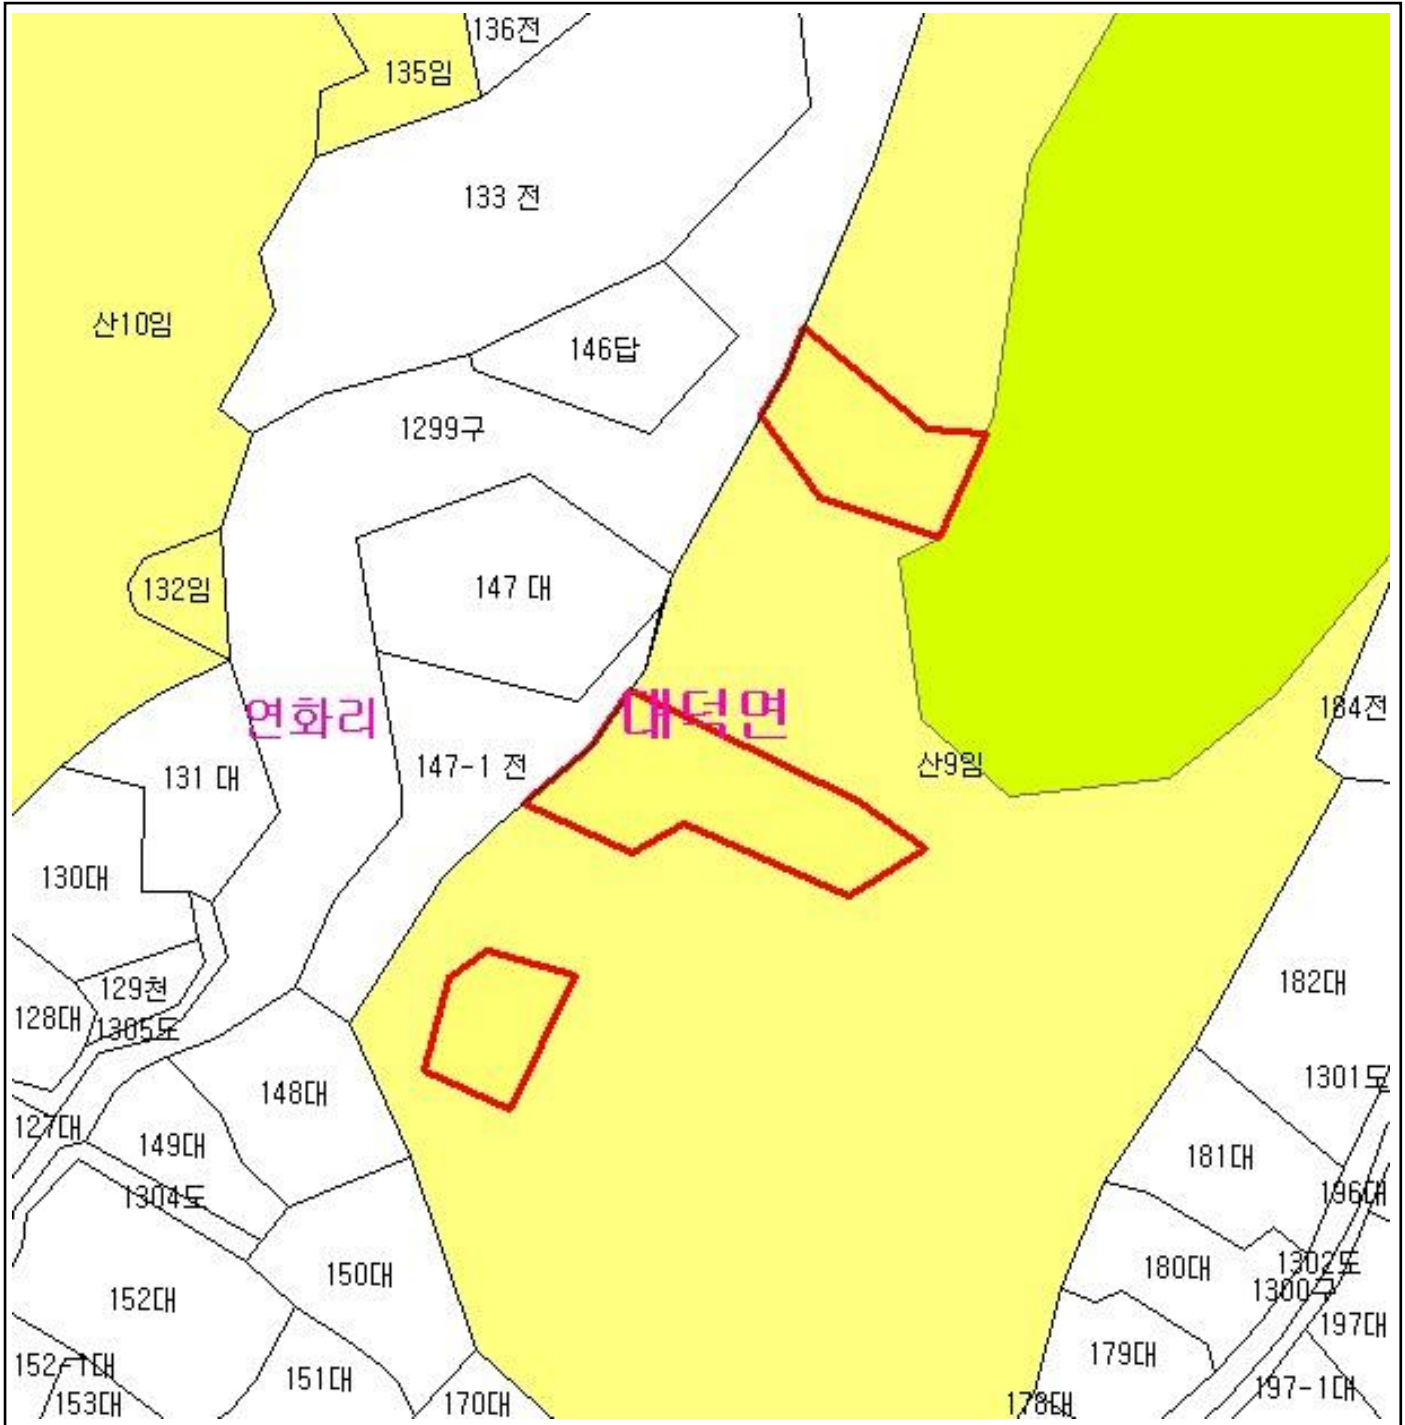 136전
135임
133 전
산10임
146답
1299구
147 대
132임
연화리
대덕면
184전
147-1 전
산9임
131 대
130대
182대
129천
128대
1305도
1301도
148대
127대
149대
181대
1304도
196대
180대
1302도
150대
1300구
152대
197대
179대
152-1대
151대
197-1대
153대
170대
178대